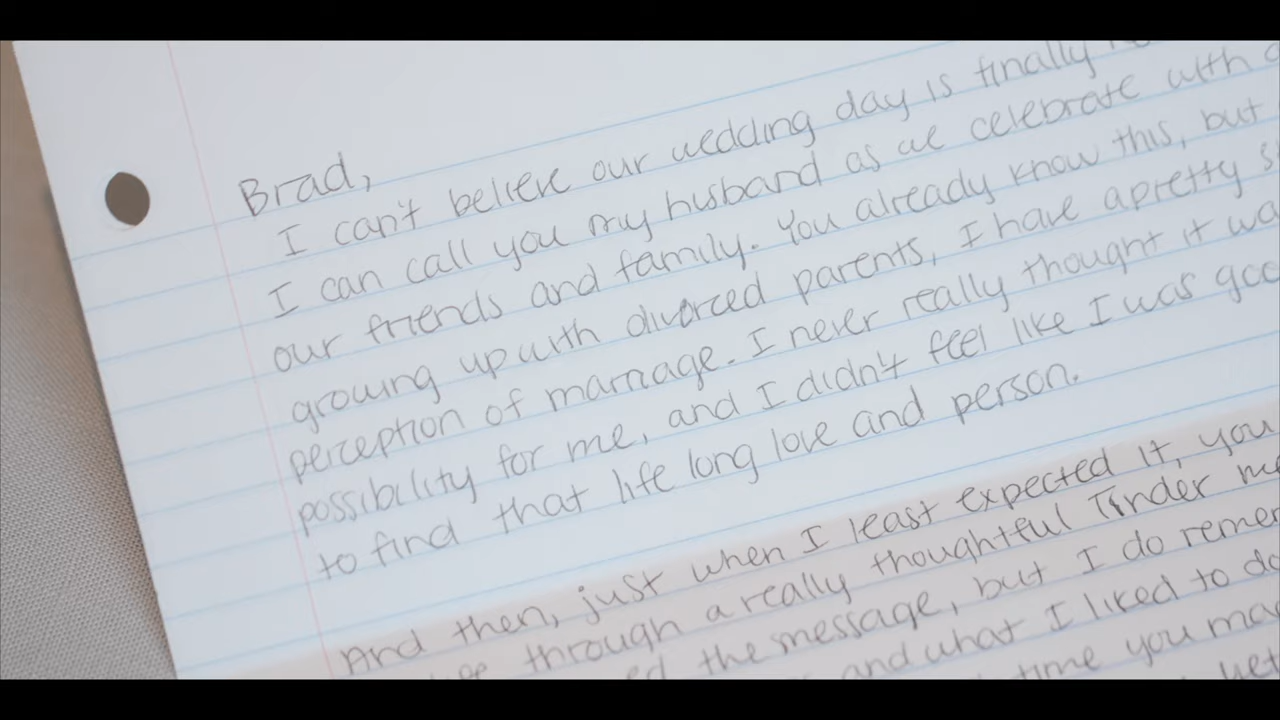 Brad,
I can't believe our wedding day is finally
I can call you my husband as we celebrate with
our friends and family. You already know this, but
growing up with divorced parents, I have a pretty
perception of marriage. I never really thought it
possibility for me, and I didn't feel like I was
to find that life long love and person.
And then, just when I least expected it, you
through a really thoughtful Tinder
the message, but I do
and what I liked to do
time you
yet